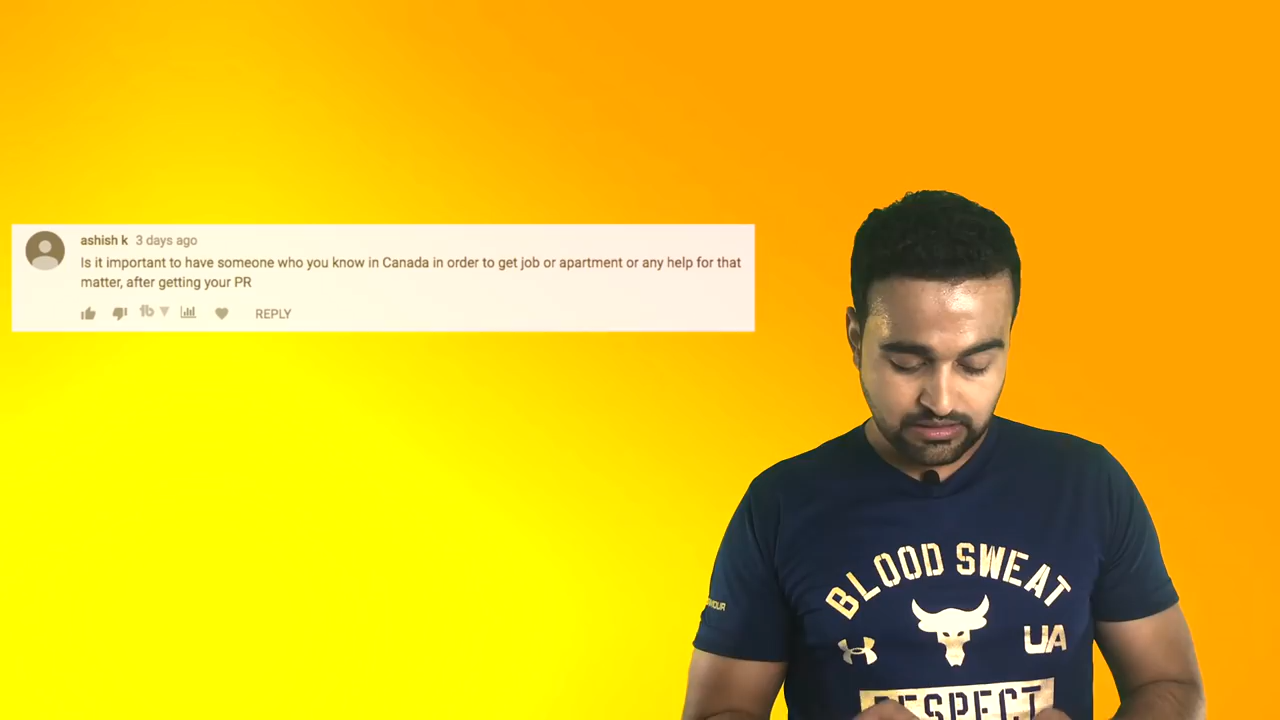 ashish k 3 days ago
Is it important to have someone who you know in Canada in order to get job or apartment or any help for that
matter, after getting your PR
REPLY
BLOOD SWEAT
UA
RESPECT